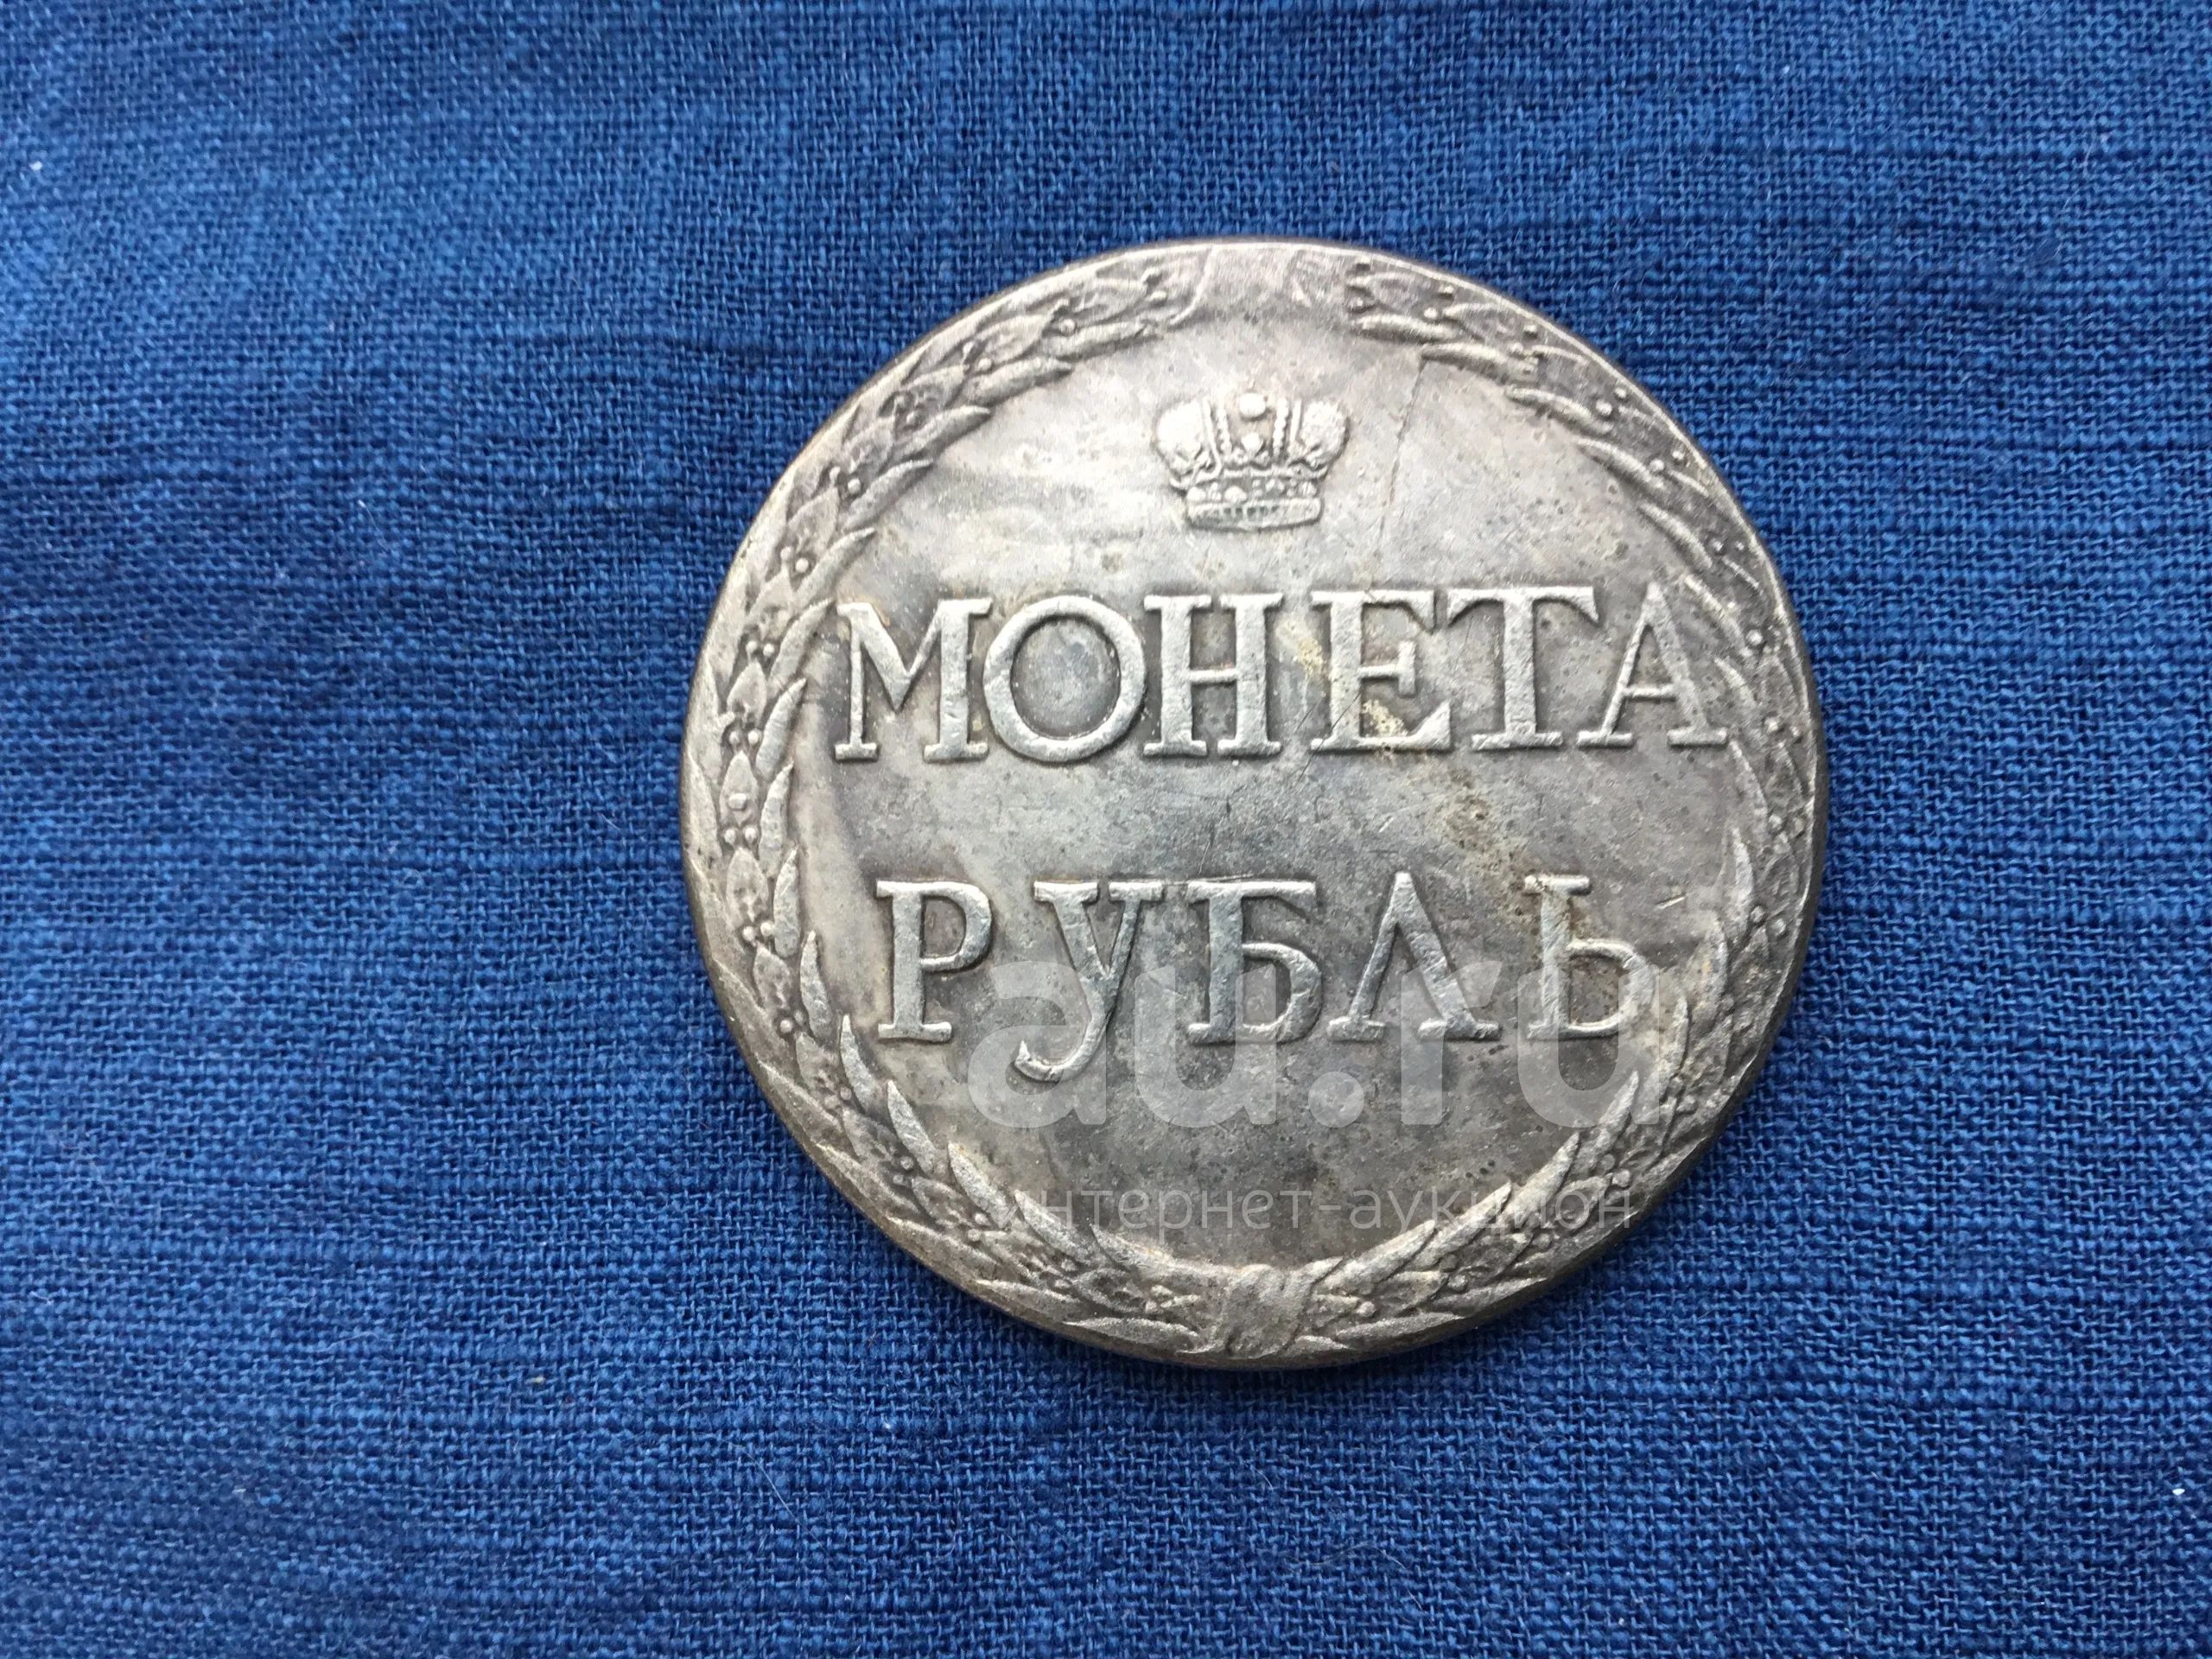 МОНЕТА
РУБЛЬ
au.ru
интернет-аукцион